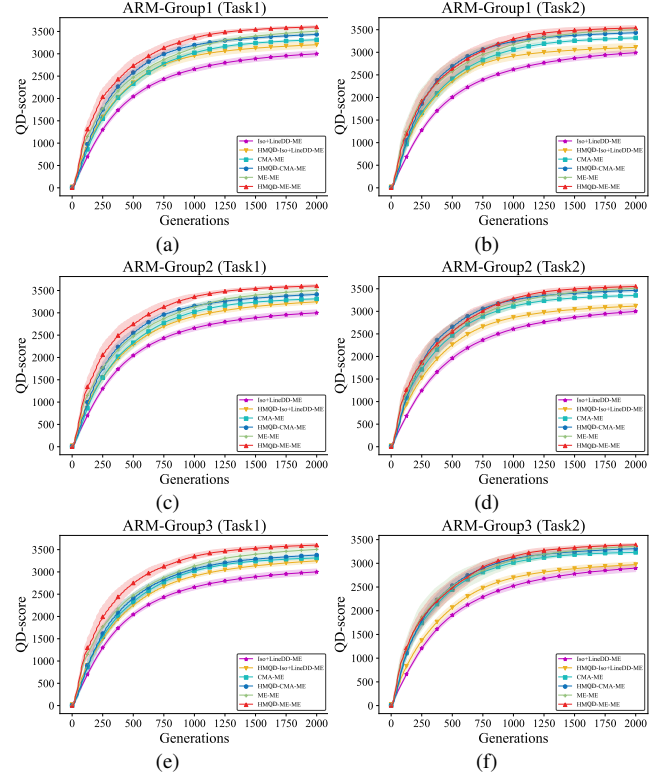 ARM-Group1 (Task1)
QD-score
3500
3000
2500
2000
1500
1000
500
0
Iso+LineDD-ME
HMQD-Iso+LineDD-ME
CMA-ME
HMQD-CMA-ME
ME-ME
HMQD-ME-ME
0 250 500 750 1000 1250 1500 1750 2000
Generations
(a)
ARM-Group1 (Task2)
QD-score
3500
3000
2500
2000
1500
1000
500
0
Iso+LineDD-ME
HMQD-Iso+LineDD-ME
CMA-ME
HMQD-CMA-ME
ME-ME
HMQD-ME-ME
0 250 500 750 1000 1250 1500 1750 2000
Generations
(b)
ARM-Group2 (Task1)
QD-score
3500
3000
2500
2000
1500
1000
500
0
Iso+LineDD-ME
HMQD-Iso+LineDD-ME
CMA-ME
HMQD-CMA-ME
ME-ME
HMQD-ME-ME
0 250 500 750 1000 1250 1500 1750 2000
Generations
(c)
ARM-Group2 (Task2)
QD-score
3500
3000
2500
2000
1500
1000
500
0
Iso+LineDD-ME
HMQD-Iso+LineDD-ME
CMA-ME
HMQD-CMA-ME
ME-ME
HMQD-ME-ME
0 250 500 750 1000 1250 1500 1750 2000
Generations
(d)
ARM-Group3 (Task1)
QD-score
3500
3000
2500
2000
1500
1000
500
0
Iso+LineDD-ME
HMQD-Iso+LineDD-ME
CMA-ME
HMQD-CMA-ME
ME-ME
HMQD-ME-ME
0 250 500 750 1000 1250 1500 1750 2000
Generations
(e)
ARM-Group3 (Task2)
QD-score
3500
3000
2500
2000
1500
1000
500
0
Iso+LineDD-ME
HMQD-Iso+LineDD-ME
CMA-ME
HMQD-CMA-ME
ME-ME
HMQD-ME-ME
0 250 500 750 1000 1250 1500 1750 2000
Generations
(f)